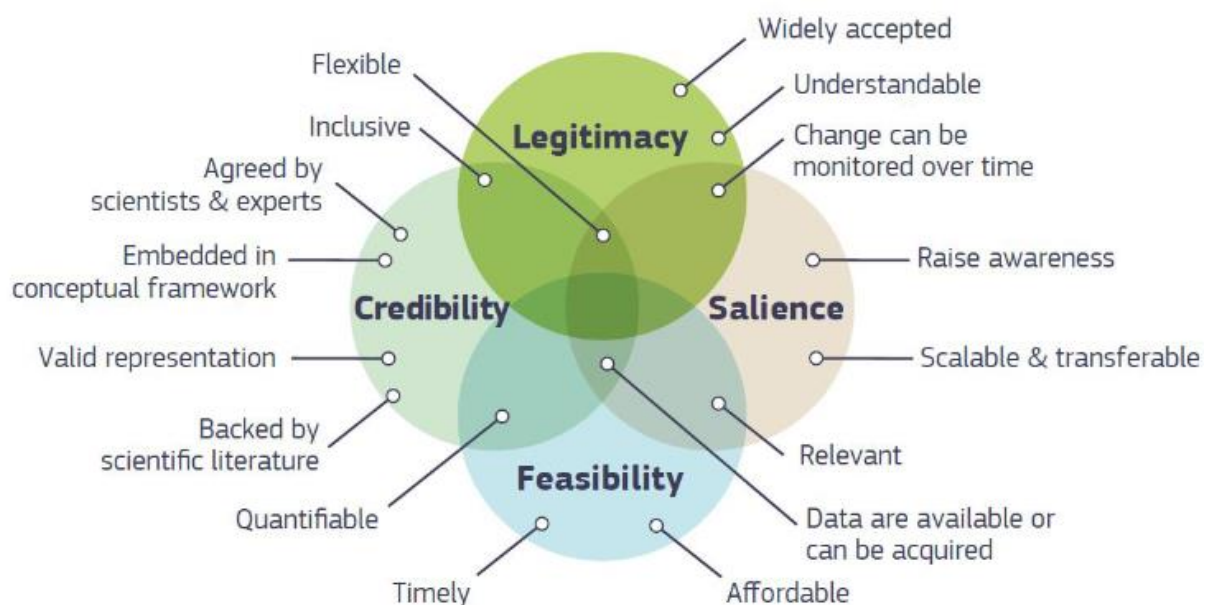 Widely accepted
Flexible
Understandable
Legitimacy
Inclusive
Change can be
monitored over time
Agreed by
scientists & experts
Embedded in
conceptual framework
Raise awareness
Credibility
Salience
Valid representation
Scalable & transferable
Backed by
scientific literature
Relevant
Feasibility
Quantifiable
Data are available or
can be acquired
Timely
Affordable